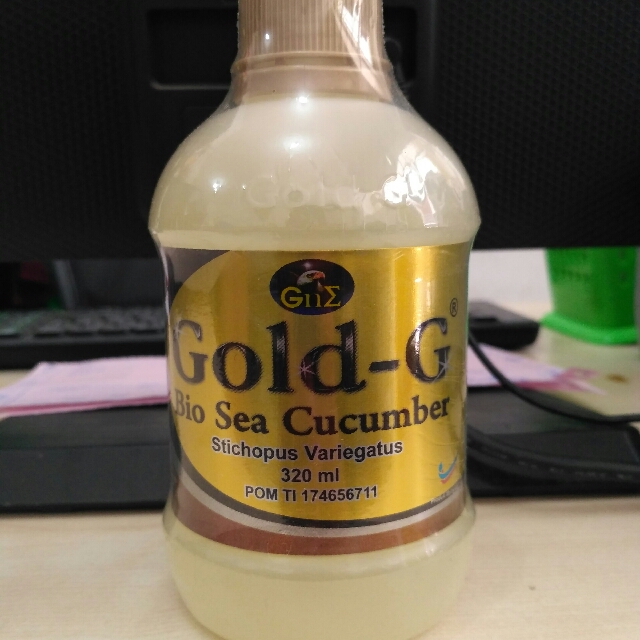 GnΣ
Gold-G®
Bio Sea Cucumber
Stichopus Variegatus
320 ml
POM TI 174656711